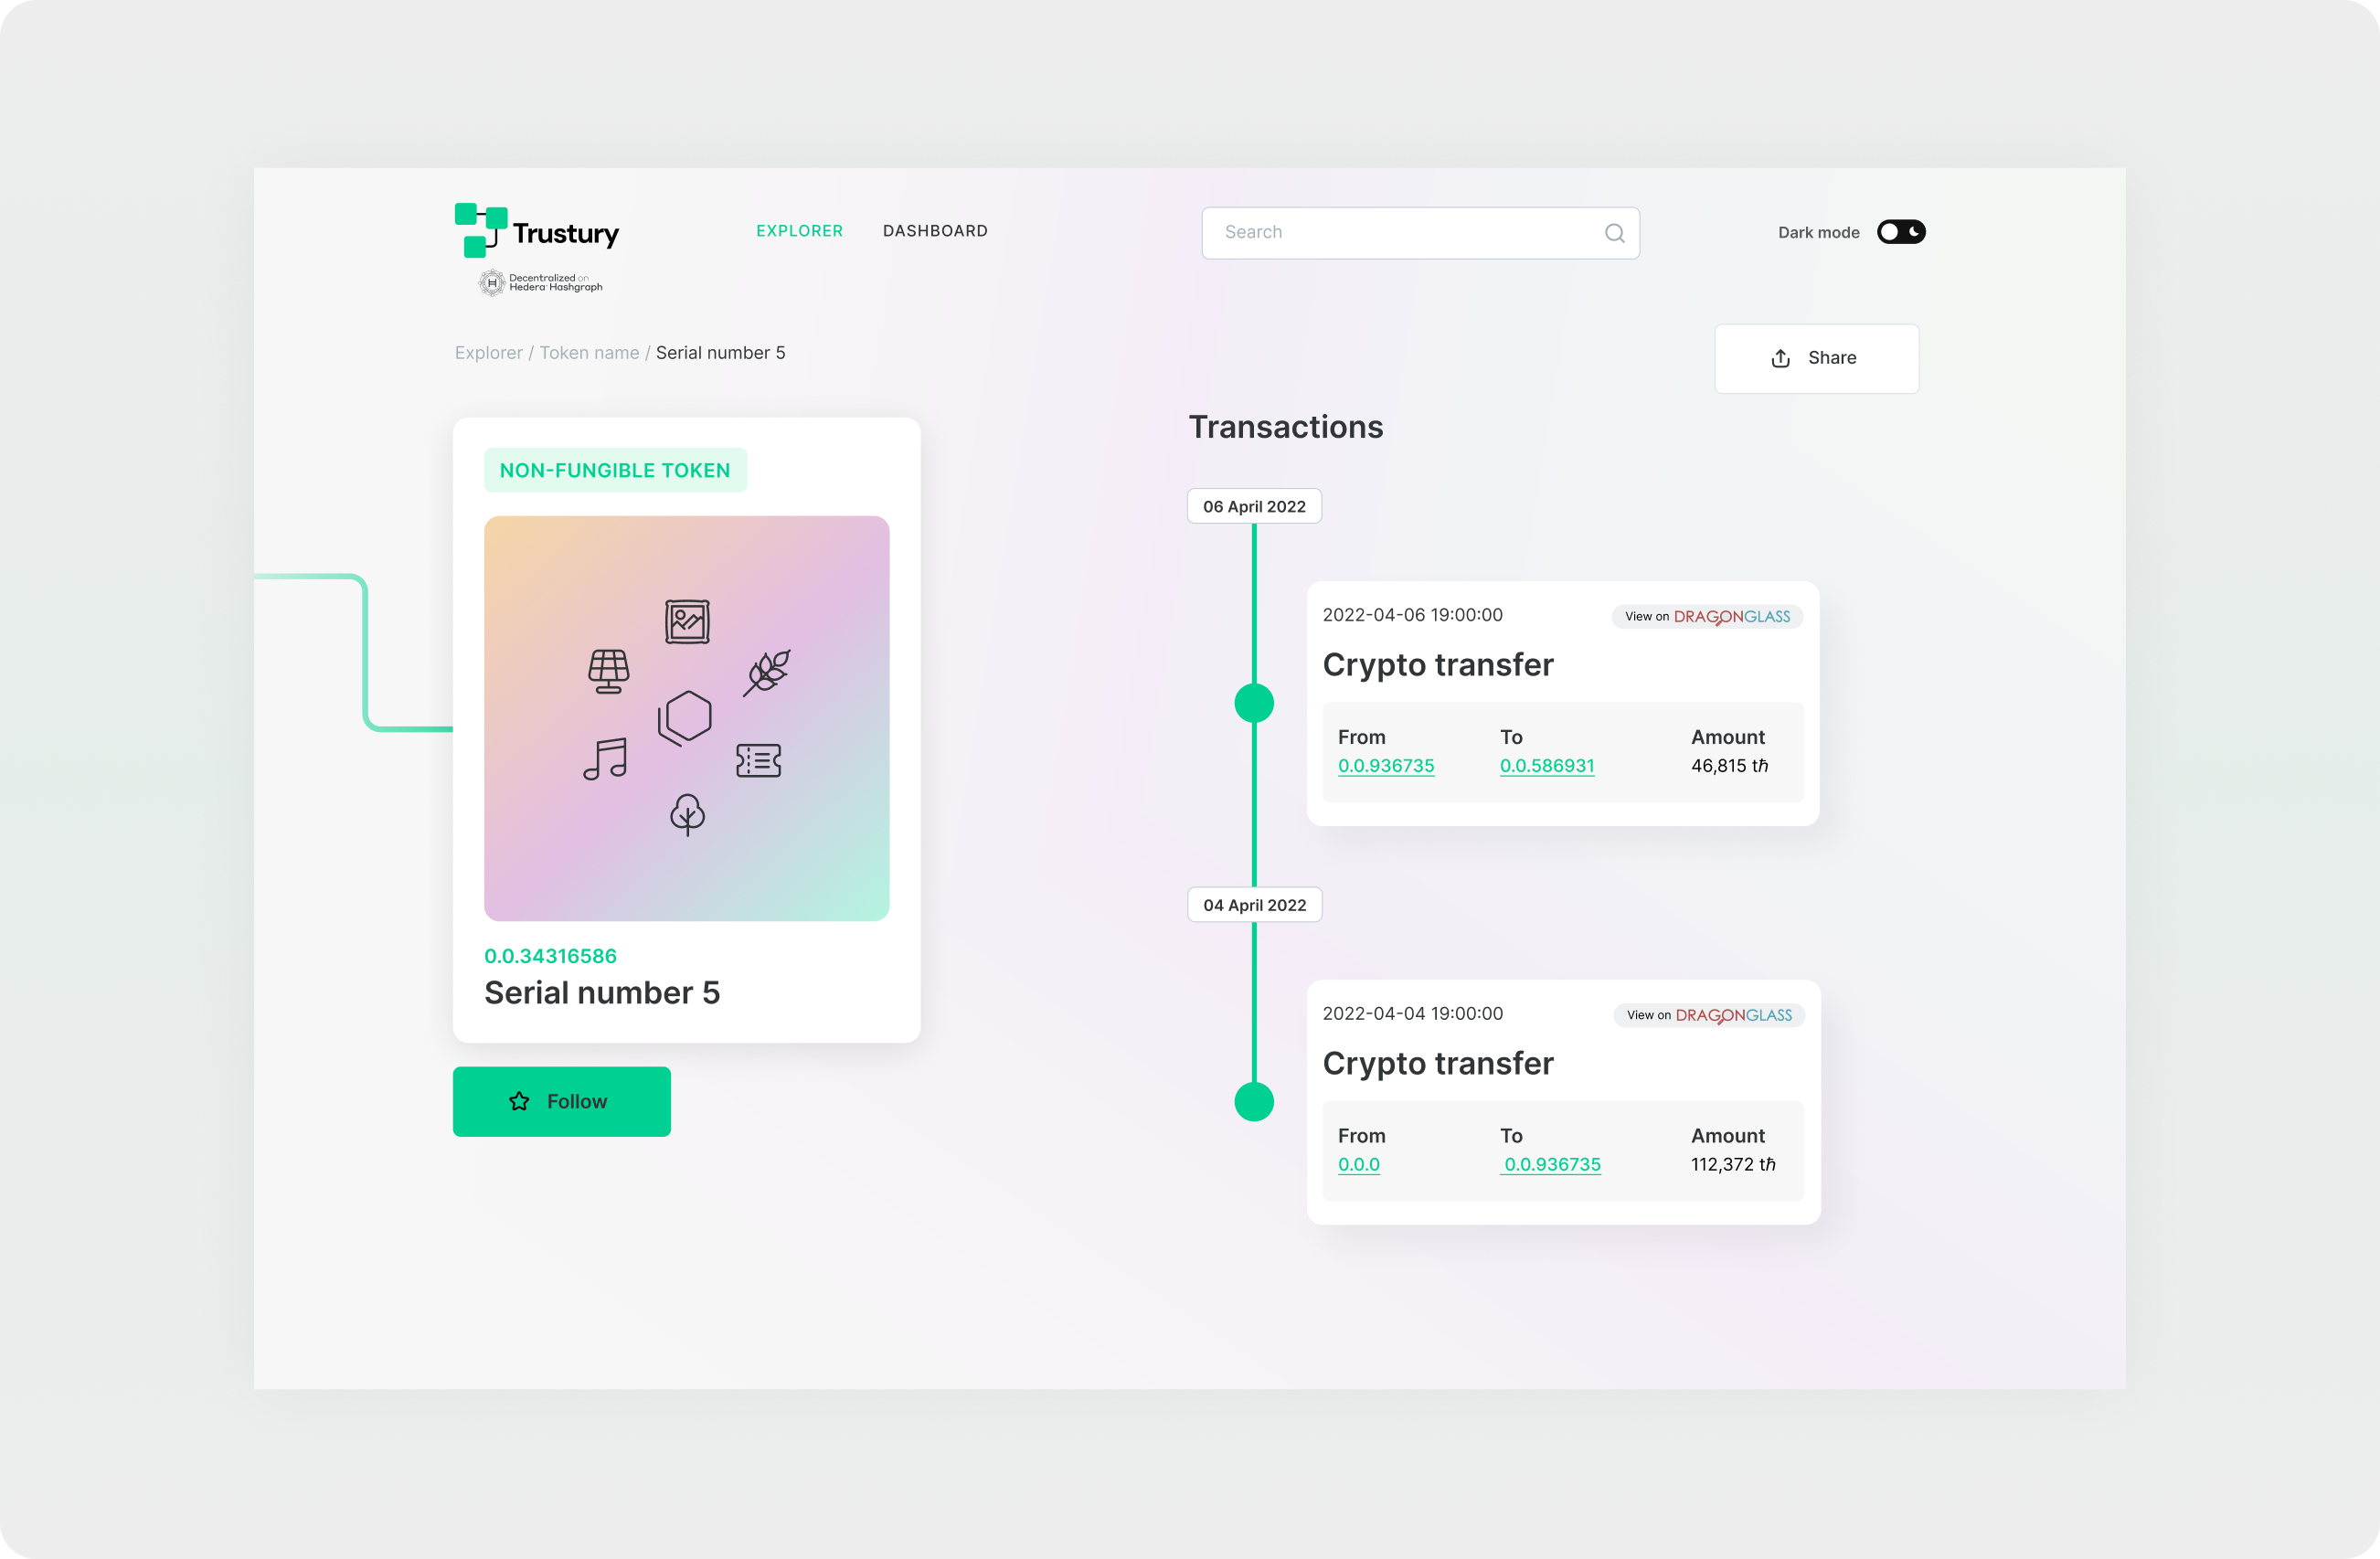 Trustury
Decentralized on
Hedera Hashgraph
EXPLORER
DASHBOARD
Search
Dark mode
Explorer / Token name / Serial number 5
Share
NON-FUNGIBLE TOKEN
0.0.34316586
Serial number 5
Follow
Transactions
06 April 2022
2022-04-06 19:00:00
View on DRAGONGLASS
Crypto transfer
From To Amount
0.0.936735 0.0.586931 46,815 tℏ
04 April 2022
2022-04-04 19:00:00
View on DRAGONGLASS
Crypto transfer
From To Amount
0.0.0 0.0.936735 112,372 tℏ